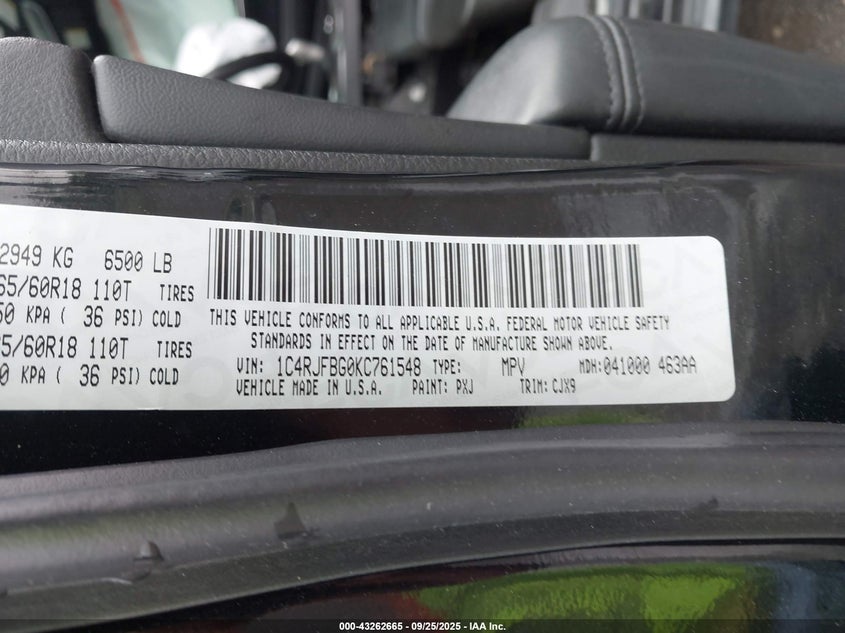 2949 KG 6500 LB
65/60R18 110T TIRES
50 KPA ( 36 PSI) COLD
65/60R18 110T TIRES
0 KPA ( 36 PSI) COLD
THIS VEHICLE CONFORMS TO ALL APPLICABLE U.S.A. FEDERAL MOTOR VEHICLE SAFETY
STANDARDS IN EFFECT ON THE DATE OF MANUFACTURE SHOWN ABOVE.
VIN: 1C4RJFBG0KC761548 TYPE: MPV MDH: 041000 463AA
VEHICLE MADE IN U.S.A. PAINT: PXJ TRIM: CJX9
000-43262665 - 09/25/2025 - IAA Inc.